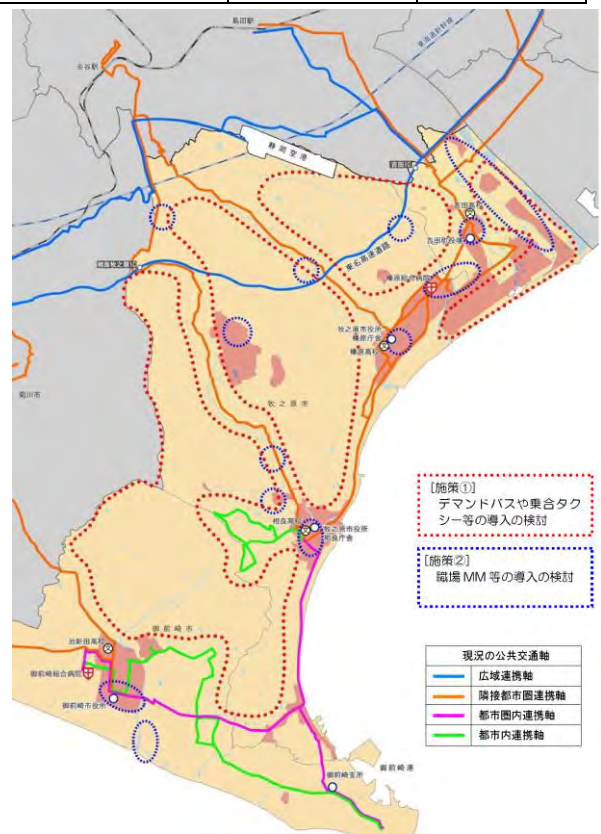 島田駅
東海道新幹線
金谷駅
静岡空港
吉田IC
吉田高校
吉田町役場
東名高速道路
相良牧之原IC
榛原総合病院
牧之原市役所
榛原庁舎
榛原高校
牧之原市
菊川市
相良高校
牧之原市役所
相良庁舎
御前崎市
池新田高校
御前崎総合病院
御前崎市役所
御前崎港
御前崎支所
[施策①]
デマンドバスや乗合タク
シー等の導入の検討
[施策②]
職場MM等の導入の検討
現況の公共交通軸
広域連携軸
隣接都市圏連携軸
都市圏内連携軸
都市内連携軸